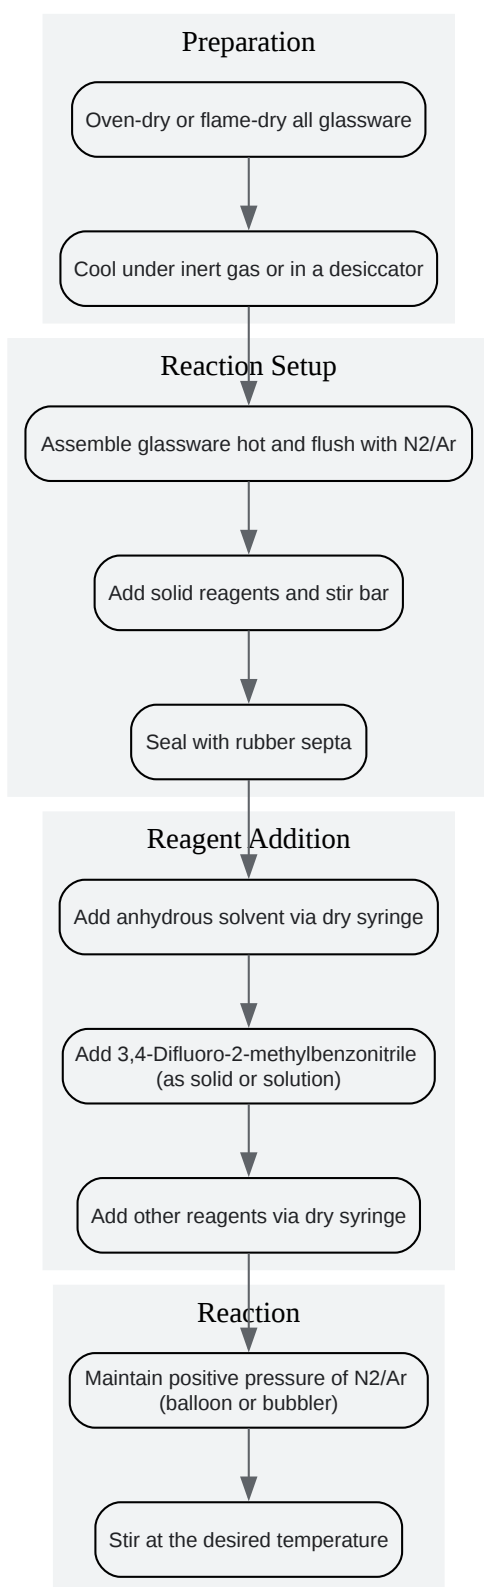 Preparation
Oven-dry or flame-dry all glassware
Cool under inert gas or in a desiccator
Reaction Setup
Assemble glassware hot and flush with N2/Ar
Add solid reagents and stir bar
Seal with rubber septa
Reagent Addition
Add anhydrous solvent via dry syringe
Add 3,4-Difluoro-2-methylbenzonitrile
(as solid or solution)
Add other reagents via dry syringe
Reaction
Maintain positive pressure of N2/Ar
(balloon or bubbler)
Stir at the desired temperature